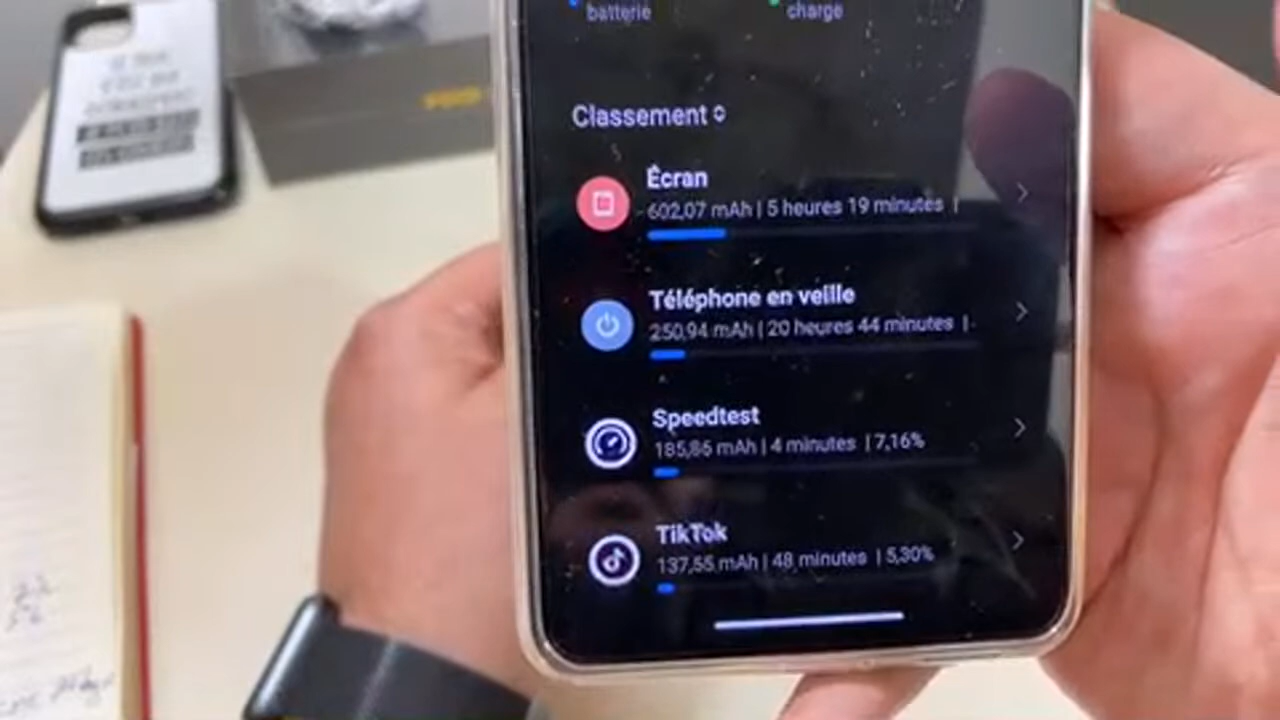 batterie
charge
Classement
Écran
602,07 mAh | 5 heures 19 minutes |
Téléphone en veille
250,94 mAh | 20 heures 44 minutes |
Speedtest
185,86 mAh | 4 minutes | 7,16%
TikTok
137,55 mAh | 48 minutes | 5,30%